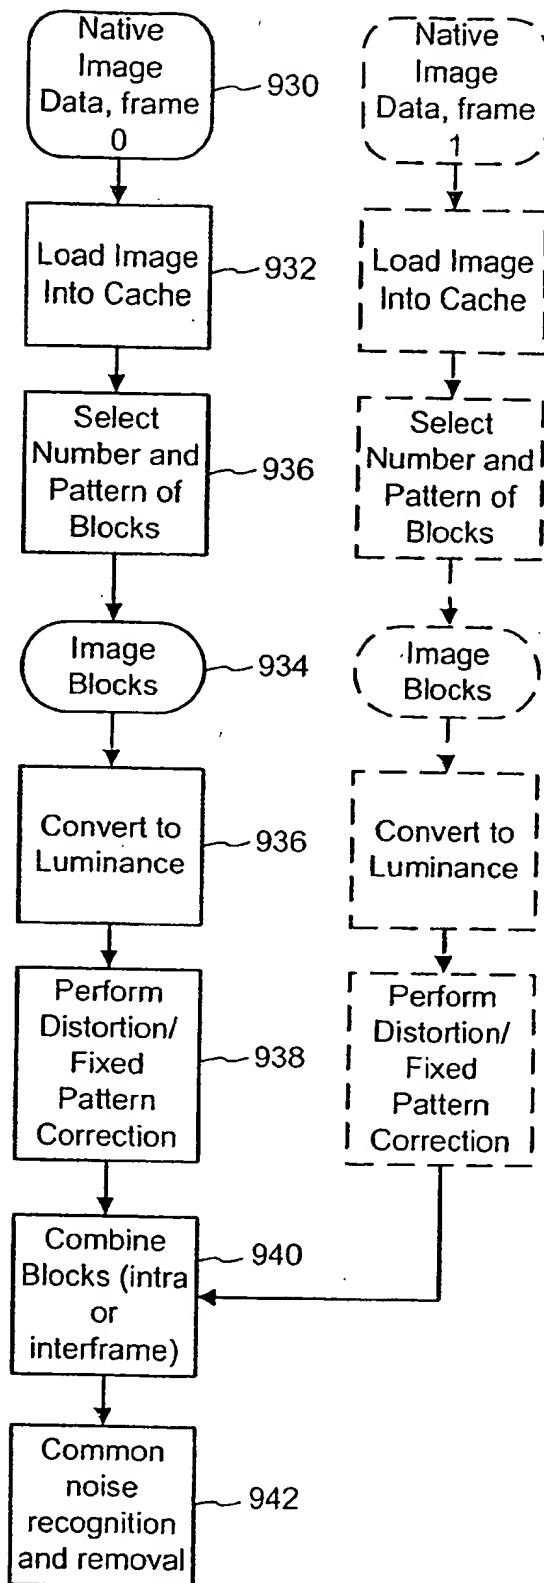 Native
Image
Data, frame
0
930
Load Image
Into Cache
932
Select
Number and
Pattern of
Blocks
936
Image
Blocks
934
Convert to
Luminance
936
Perform
Distortion/
Fixed
Pattern
Correction
938
Combine
Blocks (intra
or
interframe)
940
Common
noise
recognition
and removal
942
Native
Image
Data, frame
1
Load Image
Into Cache
Select
Number and
Pattern of
Blocks
Image
Blocks
Convert to
Luminance
Perform
Distortion/
Fixed
Pattern
Correction